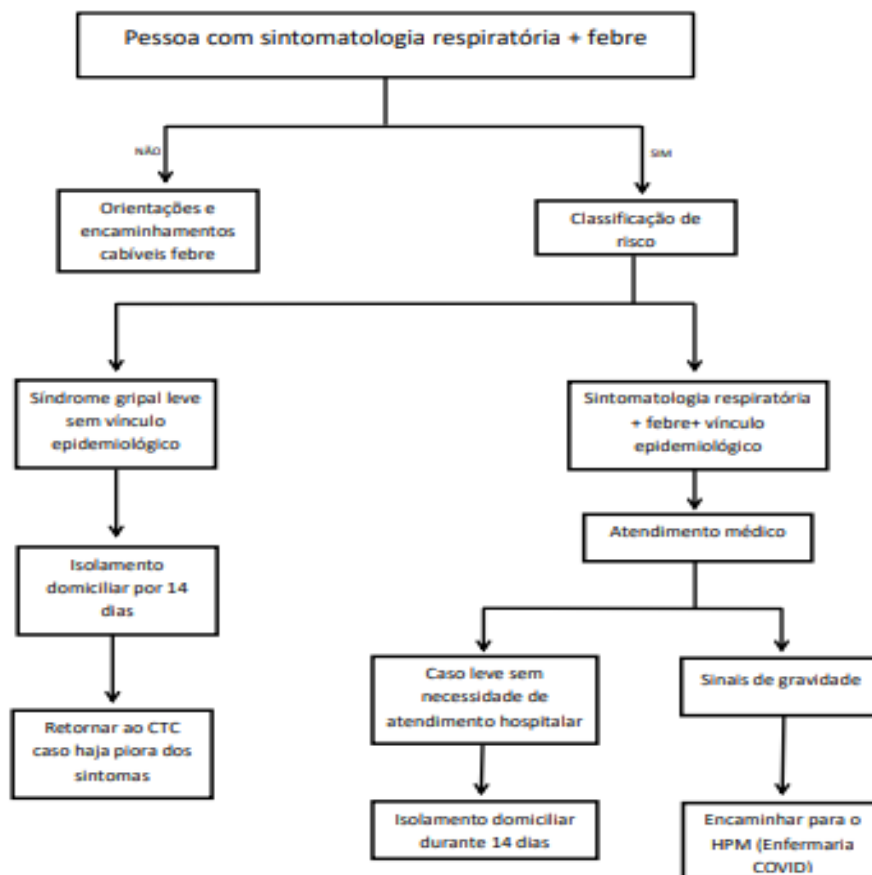 Pessoa com sintomatologia respiratória + febre
NÃO
SIM
Orientações e
encaminhamentos
cabíveis febre
Classificação de
risco
Síndrome gripal leve
sem vínculo
epidemiológico
Sintomatologia respiratória
+ febre+ vínculo
epidemiológico
Atendimento médico
Isolamento
domiciliar por 14
dias
Caso leve sem
necessidade de
atendimento hospitalar
Sinais de gravidade
Retornar ao CTC
caso haja piora dos
sintomas
Isolamento domiciliar
durante 14 dias
Encaminhar para o
HPM (Enfermaria
COVID)